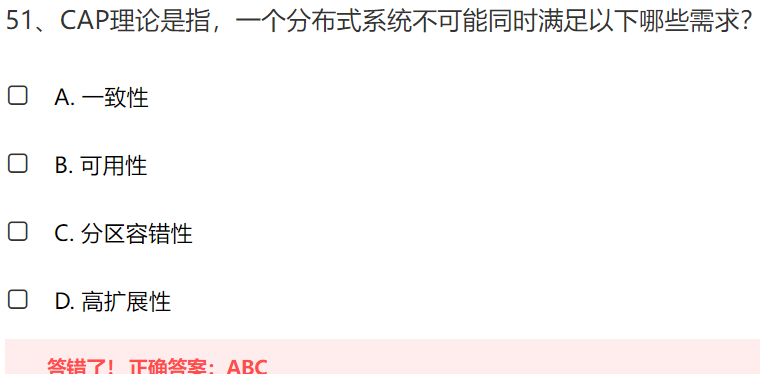 51、CAP理论是指，一个分布式系统不可能同时满足以下哪些需求？
A. 一致性
B. 可用性
C. 分区容错性
D. 高扩展性
答错了！正确答案：ABC